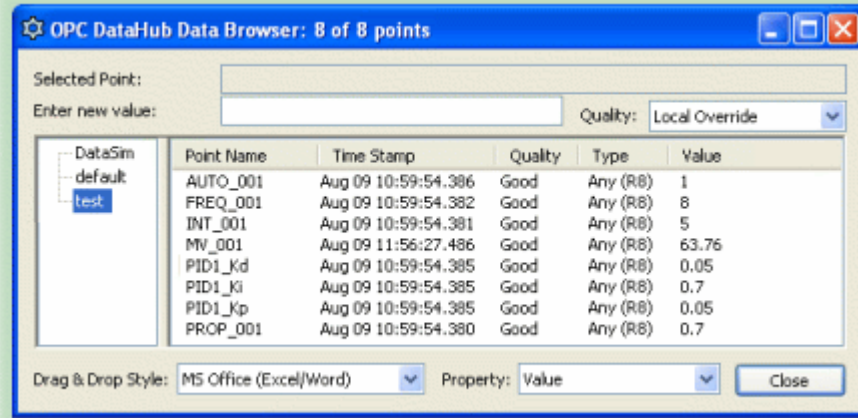 OPC DataHub Data Browser: 8 of 8 points
Selected Point:
Enter new value: Quality: Local Override
DataSim
default
test
Point Name Time Stamp Quality Type Value
AUTO_001 Aug 09 10:59:54.386 Good Any (R8) 1
FREQ_001 Aug 09 10:59:54.382 Good Any (R8) 8
INT_001 Aug 09 10:59:54.381 Good Any (R8) 5
MV_001 Aug 09 11:56:27.486 Good Any (R8) 63.76
PID1_Kd Aug 09 10:59:54.385 Good Any (R8) 0.05
PID1_Ki Aug 09 10:59:54.385 Good Any (R8) 0.7
PID1_Kp Aug 09 10:59:54.385 Good Any (R8) 0.05
PROP_001 Aug 09 10:59:54.380 Good Any (R8) 0.7
Drag & Drop Style: MS Office (Excel/Word) Property: Value Close